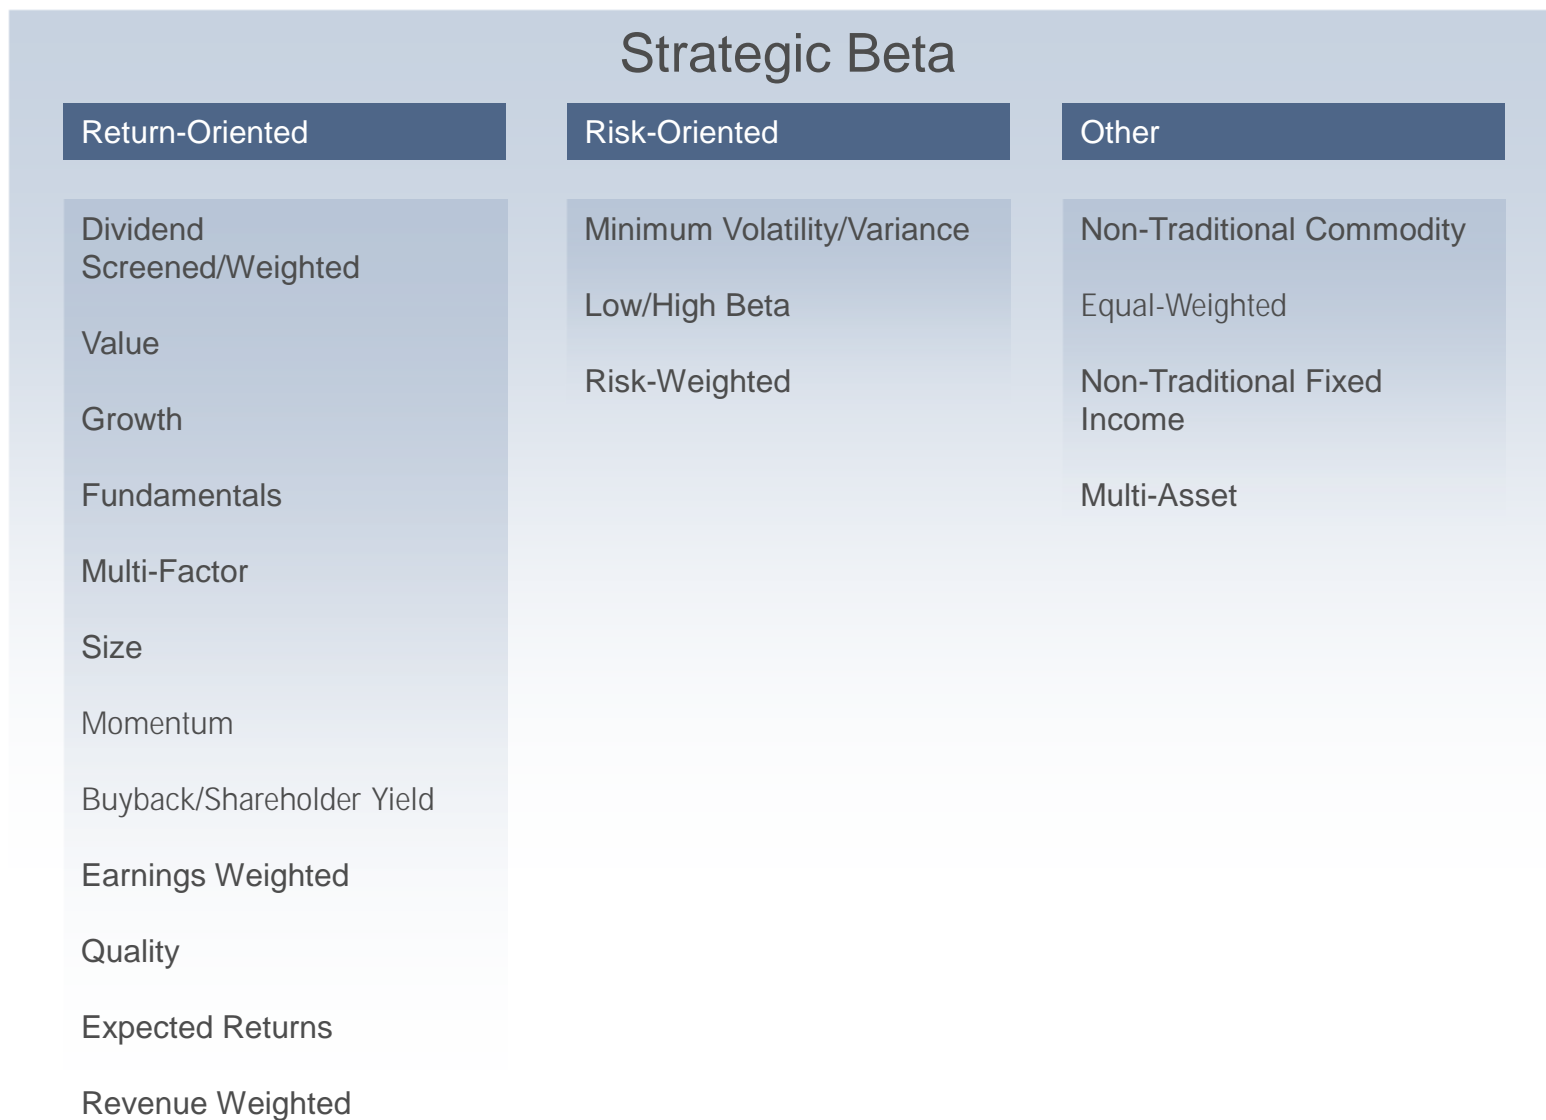 Strategic Beta
Return-Oriented
Dividend
Screened/Weighted
Value
Growth
Fundamentals
Multi-Factor
Size
Momentum
Buyback/Shareholder Yield
Earnings Weighted
Quality
Expected Returns
Revenue Weighted
Risk-Oriented
Minimum Volatility/Variance
Low/High Beta
Risk-Weighted
Other
Non-Traditional Commodity
Equal-Weighted
Non-Traditional Fixed
Income
Multi-Asset